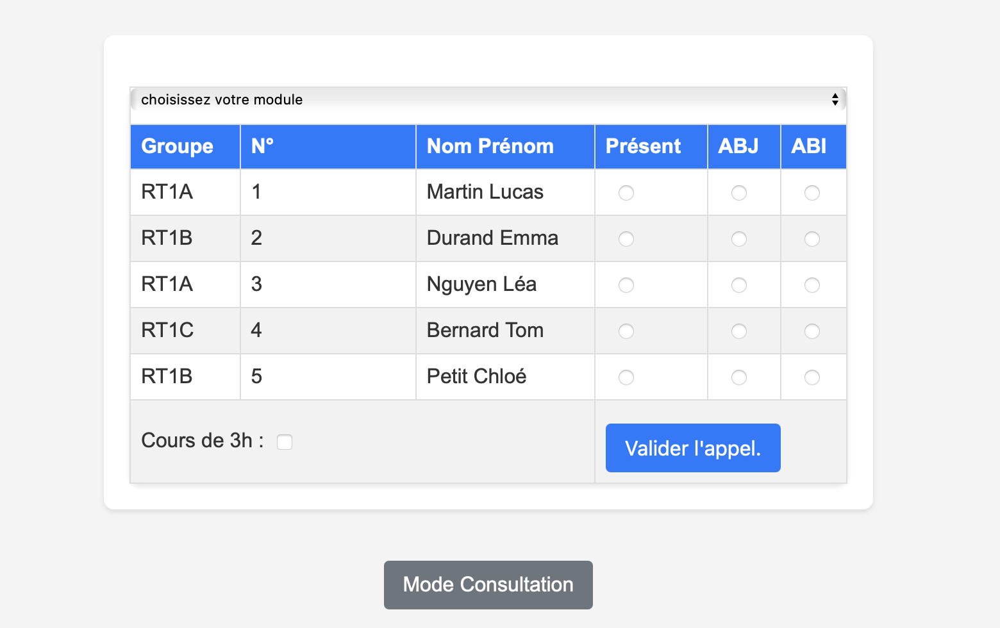 choisissez votre module
Groupe N° Nom Prénom Présent ABJ ABI
RT1A 1 Martin Lucas
RT1B 2 Durand Emma
RT1A 3 Nguyen Léa
RT1C 4 Bernard Tom
RT1B 5 Petit Chloé
Cours de 3h : Valider l'appel.
Mode Consultation